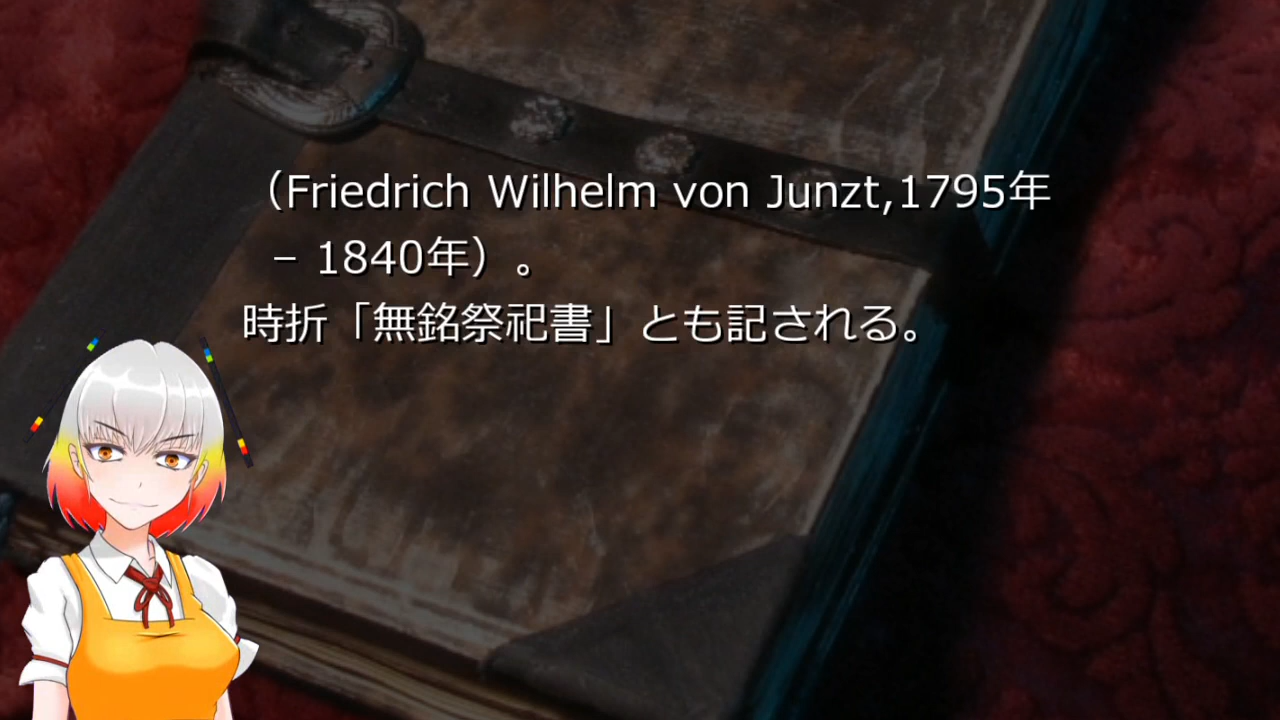 （Friedrich Wilhelm von Junzt,1795年
– 1840年）。
時折「無銘祭祀書」とも記される。